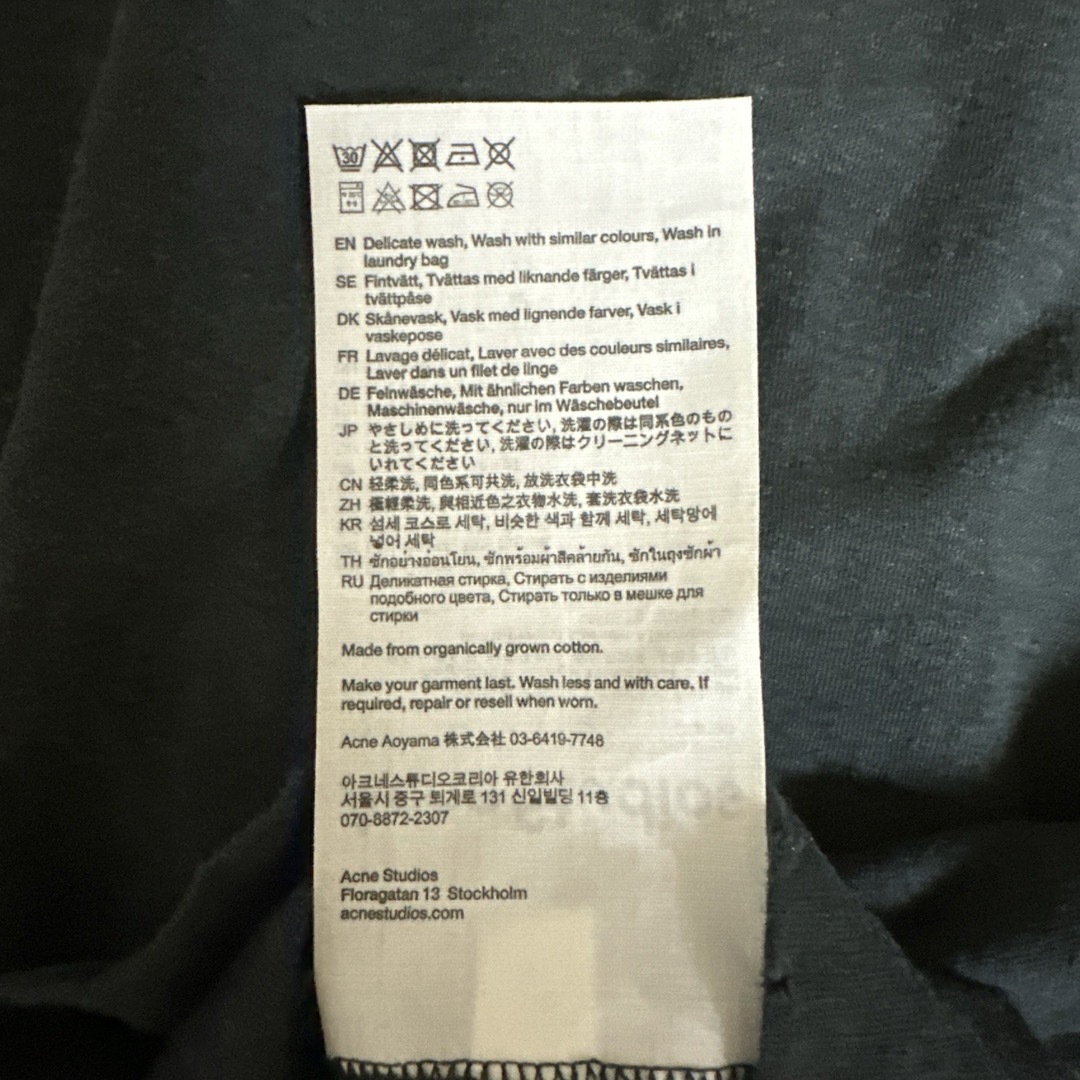 30
EN Delicate wash, Wash with similar colours, Wash in
laundry bag
SE Fintvätt, Tvättas med liknande färger, Tvättas i
tvättpåse
DK Skånevask, Vask med lignende farver, Vask i
vaskepose
FR Lavage délicat, Laver avec des couleurs similaires,
Laver dans un filet de linge
DE Feinwäsche, Mit ähnlichen Farben waschen,
Maschinenwäsche, nur im Wäschebeutel
JP やさしめに洗ってください, 洗濯の際は同系色のもの
と洗ってください, 洗濯の際はクリーニングネットに
いれてください
CN 轻柔洗, 同色系可共洗, 放洗衣袋中洗
ZH 極輕柔洗, 與相近色之衣物水洗, 套洗衣袋水洗
KR 섬세 코스로 세탁, 비슷한 색과 함께 세탁, 세탁망에
넣어 세탁
TH ซักอย่างอ่อนโยน, ซักพร้อมผ้าสีคล้ายกัน, ซักในถุงซักผ้า
RU Деликатная стирка, Стирать с изделиями
подобного цвета, Стирать только в мешке для
стирки
Made from organically grown cotton.
Make your garment last. Wash less and with care. If
required, repair or resell when worn.
Acne Aoyama 株式会社 03-6419-7748
아크네스튜디오코리아 유한회사
서울시 중구 퇴계로 131 신일빌딩 11층
070-8872-2307
Acne Studios
Floragatan 13 Stockholm
acnestudios.com